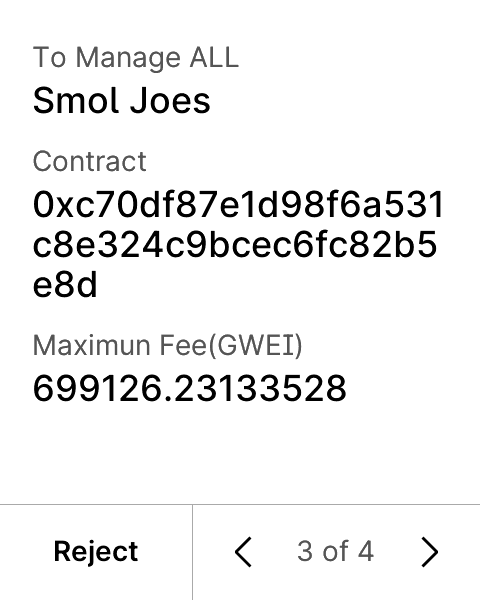 To Manage ALL
Smol Joes
Contract
0xc70df87e1d98f6a531
c8e324c9bcec6fc82b5
e8d
Maximun Fee(GWEI)
699126.23133528
Reject
3 of 4